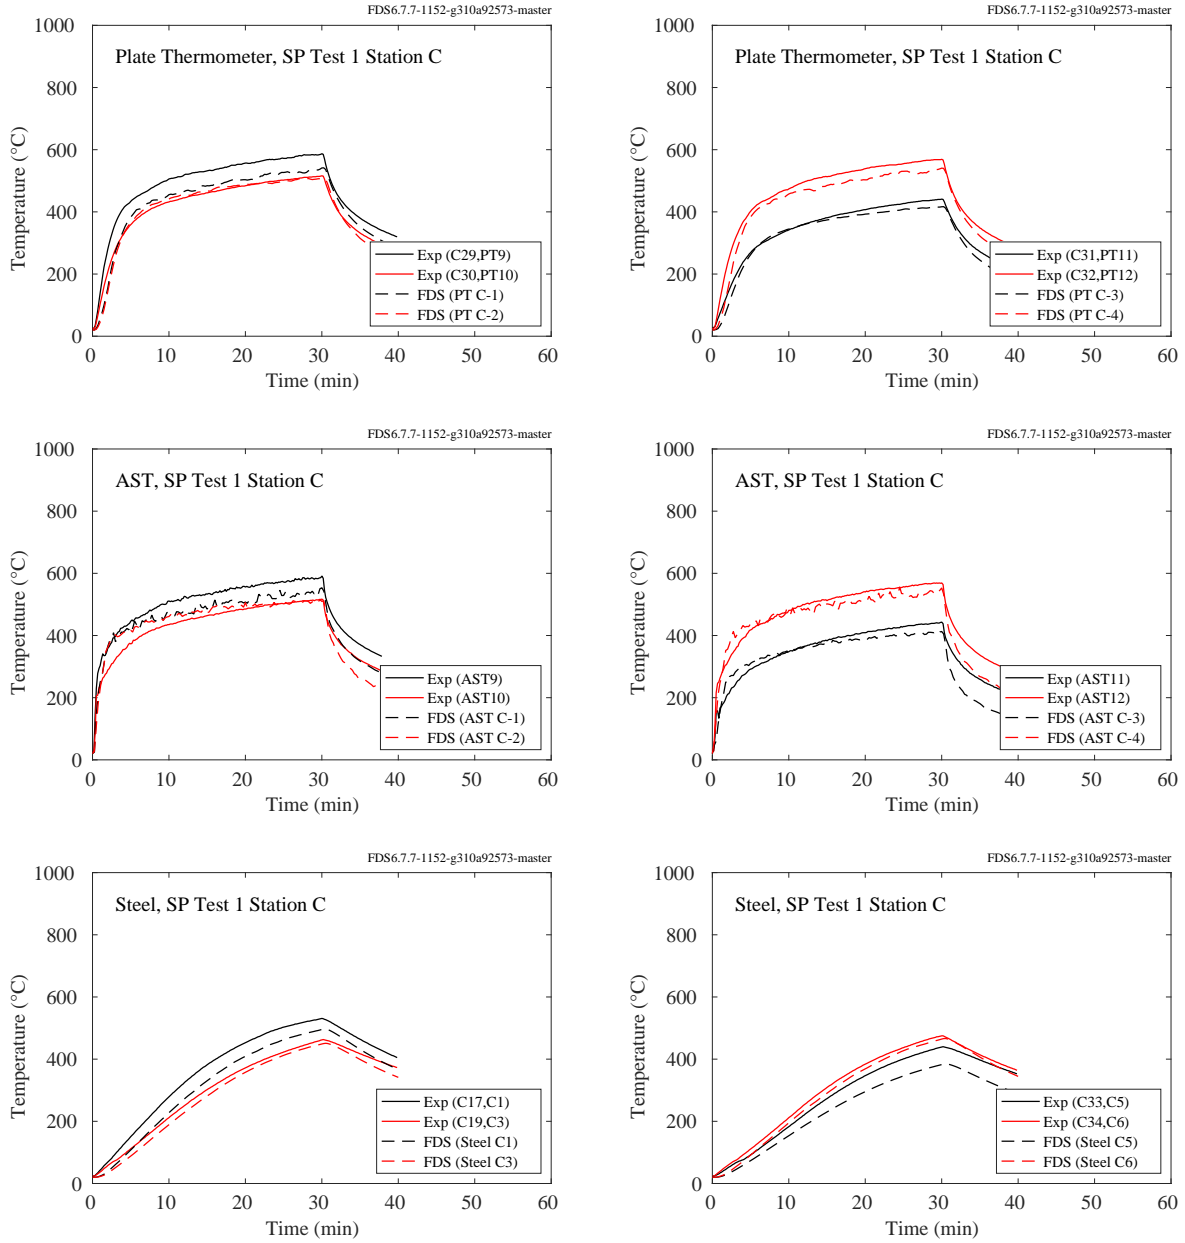 FDS6.7.7-1152-g310a92573-master
Plate Thermometer, SP Test 1 Station C
Temperature (°C)
1000
800
600
400
200
0
Exp (C29,PT9)
Exp (C30,PT10)
FDS (PT C-1)
FDS (PT C-2)
0 10 20 30 40 50 60
Time (min)
FDS6.7.7-1152-g310a92573-master
Plate Thermometer, SP Test 1 Station C
Temperature (°C)
1000
800
600
400
200
0
Exp (C31,PT11)
Exp (C32,PT12)
FDS (PT C-3)
FDS (PT C-4)
0 10 20 30 40 50 60
Time (min)
FDS6.7.7-1152-g310a92573-master
AST, SP Test 1 Station C
Temperature (°C)
1000
800
600
400
200
0
Exp (AST9)
Exp (AST10)
FDS (AST C-1)
FDS (AST C-2)
0 10 20 30 40 50 60
Time (min)
FDS6.7.7-1152-g310a92573-master
AST, SP Test 1 Station C
Temperature (°C)
1000
800
600
400
200
0
Exp (AST11)
Exp (AST12)
FDS (AST C-3)
FDS (AST C-4)
0 10 20 30 40 50 60
Time (min)
FDS6.7.7-1152-g310a92573-master
Steel, SP Test 1 Station C
Temperature (°C)
1000
800
600
400
200
0
Exp (C17,C1)
Exp (C19,C3)
FDS (Steel C1)
FDS (Steel C3)
0 10 20 30 40 50 60
Time (min)
FDS6.7.7-1152-g310a92573-master
Steel, SP Test 1 Station C
Temperature (°C)
1000
800
600
400
200
0
Exp (C33,C5)
Exp (C34,C6)
FDS (Steel C5)
FDS (Steel C6)
0 10 20 30 40 50 60
Time (min)